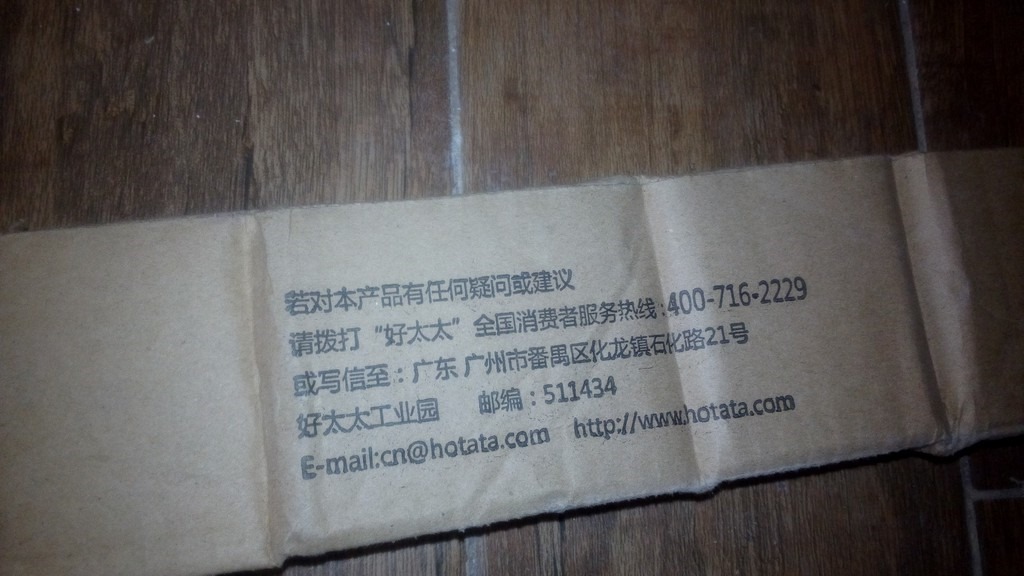 若对本产品有任何疑问或建议
请拨打“好太太”全国消费者服务热线:400-716-2229
或写信至：广东 广州市番禺区化龙镇石化路21号
好太太工业园 邮编：511434
E-mail:cn@hotata.com http://www.hotata.com